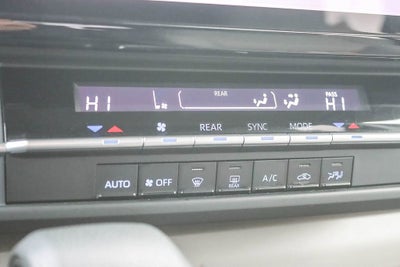 REAR PASS
HI HI
REAR SYNC MODE
AUTO OFF REAR A/C